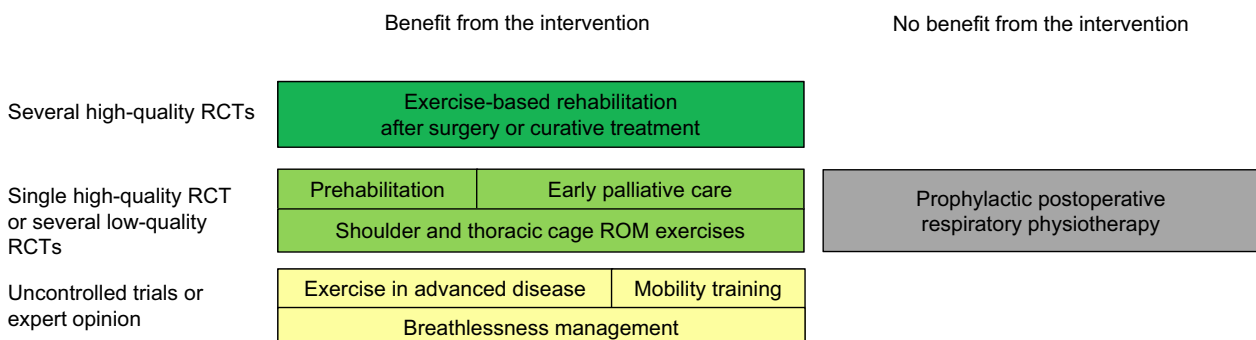 Benefit from the intervention
No benefit from the intervention
Several high-quality RCTs
Exercise-based rehabilitation
after surgery or curative treatment
Single high-quality RCT
or several low-quality
RCTs
Prehabilitation
Early palliative care
Shoulder and thoracic cage ROM exercises
Prophylactic postoperative
respiratory physiotherapy
Uncontrolled trials or
expert opinion
Exercise in advanced disease
Mobility training
Breathlessness management